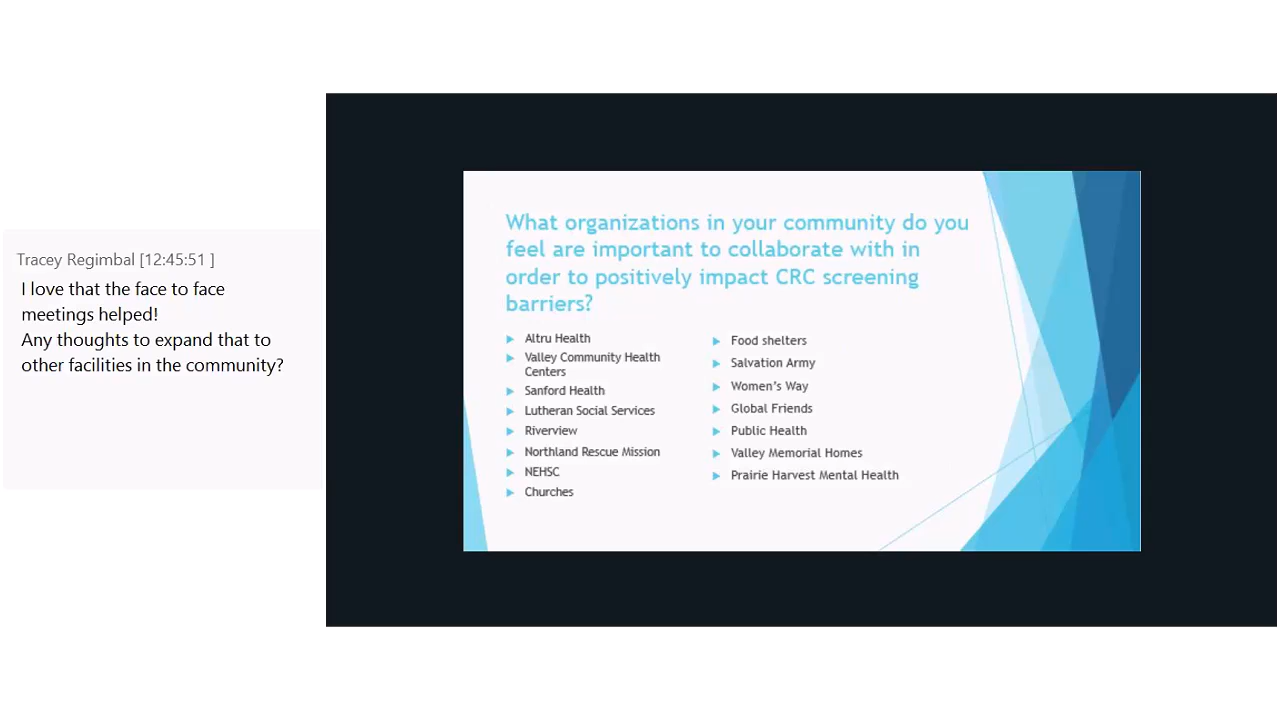 Tracey Regimbal [12:45:51 ]
I love that the face to face
meetings helped!
Any thoughts to expand that to
other facilities in the community?
What organizations in your community do you
feel are important to collaborate with in
order to positively impact CRC screening
barriers?
Altru Health
Valley Community Health
Centers
Sanford Health
Lutheran Social Services
Riverview
Northland Rescue Mission
NEHSC
Churches
Food shelters
Salvation Army
Women's Way
Global Friends
Public Health
Valley Memorial Homes
Prairie Harvest Mental Health